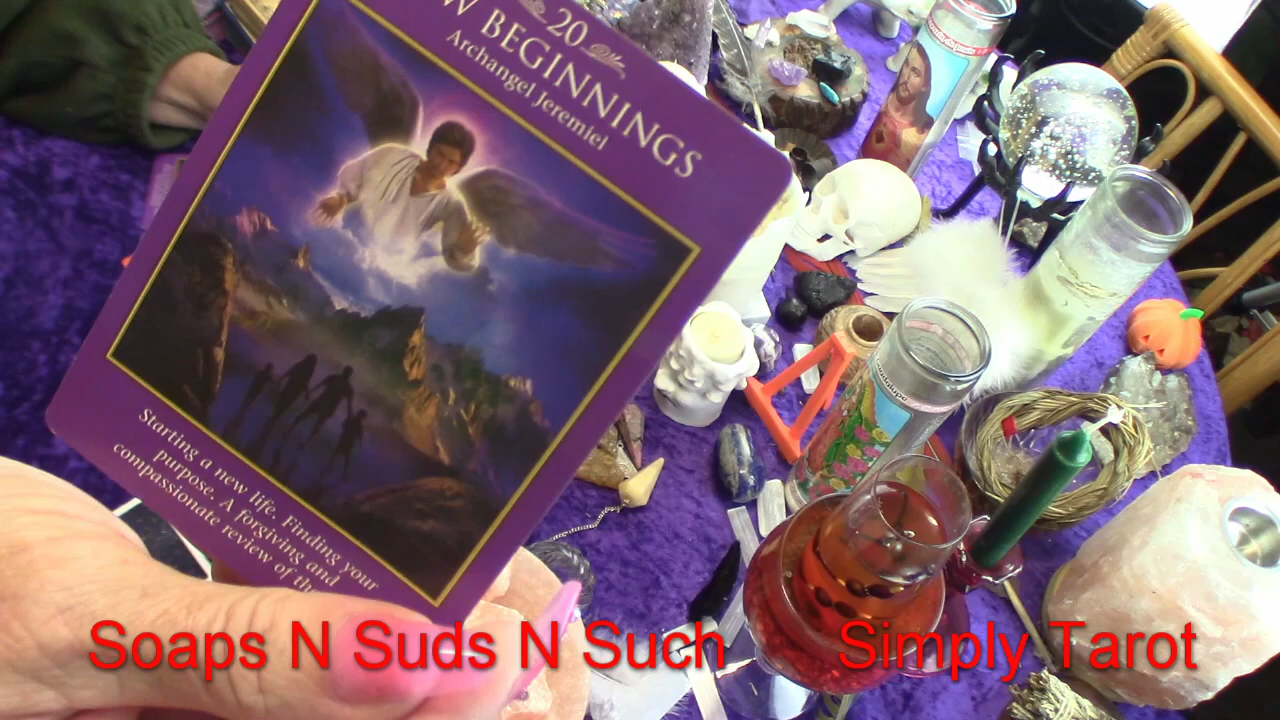 20
BEGINNINGS
Archangel Jeremiel
Starting a new life. Finding your
purpose. A forgiving and
compassionate review of
Soaps N Suds N Such Simply Tarot